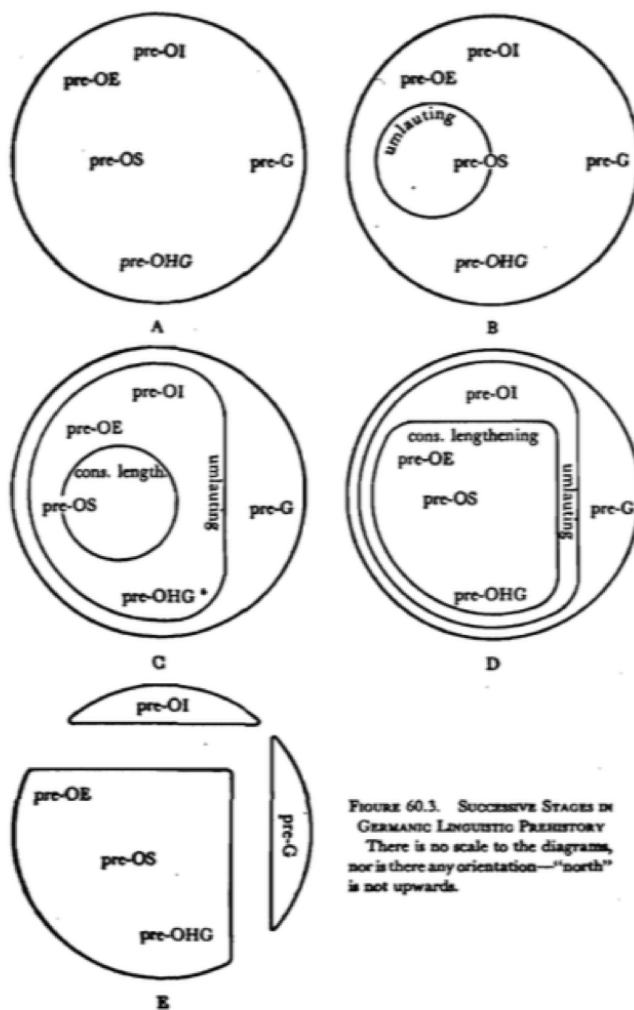 pre-OI
pre-OE
pre-OS
pre-G
pre-OHG
A
pre-OI
pre-OE
umlauting
pre-OS
pre-G
pre-OHG
B
pre-OI
pre-OE
cons. length.
umlauting
pre-OS
pre-G
pre-OHG
C
pre-OI
cons. lengthening
pre-OE
umlauting
pre-OS
pre-G
pre-OHG
D
pre-OI
pre-OE
pre-G
pre-OS
pre-OHG
E
FIGURE 60.3. SUCCESSIVE STAGES IN
GERMANIC LINGUISTIC PREHISTORY
There is no scale to the diagrams,
nor is there any orientation—“north”
is not upwards.